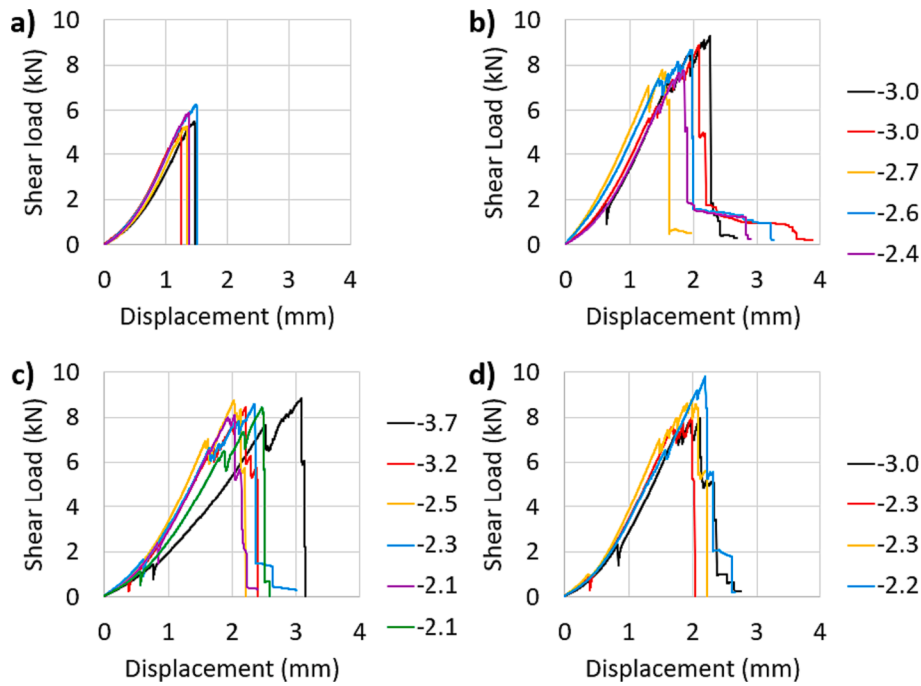 a)
Shear load (kN)
10
8
6
4
2
0
0 1 2 3 4
Displacement (mm)
b)
Shear Load (kN)
10
8
6
4
2
0
0 1 2 3 4
Displacement (mm)
-3.0
-3.0
-2.7
-2.6
-2.4
c)
Shear Load (kN)
10
8
6
4
2
0
0 1 2 3 4
Displacement (mm)
-3.7
-3.2
-2.5
-2.3
-2.1
-2.1
d)
Shear Load (kN)
10
8
6
4
2
0
0 1 2 3 4
Displacement (mm)
-3.0
-2.3
-2.3
-2.2